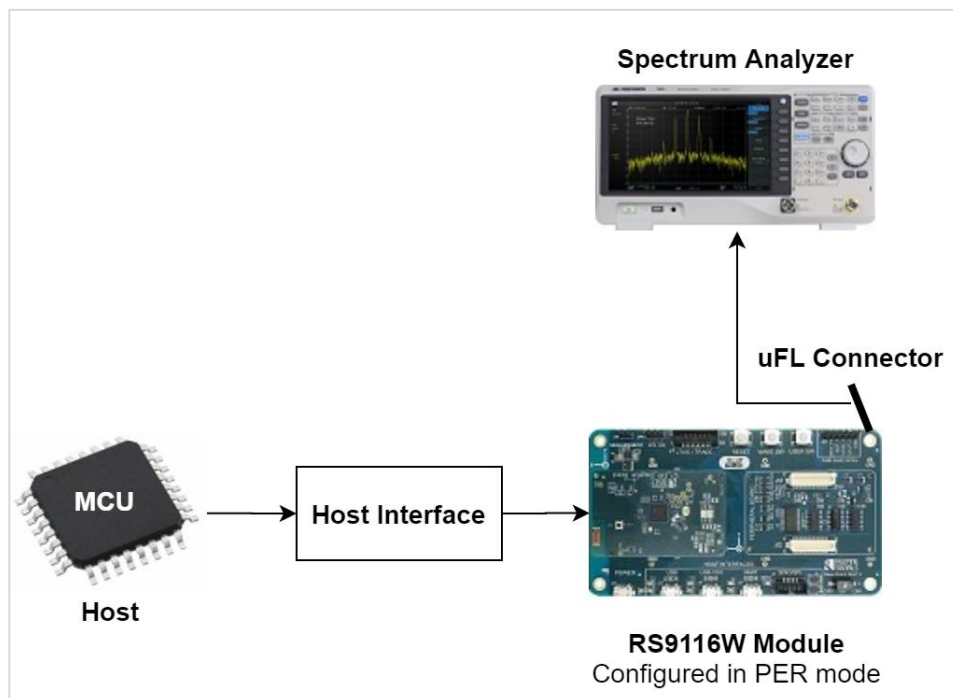 Spectrum Analyzer
uFL Connector
MCU
Host Interface
Host
RS9116W Module
Configured in PER mode